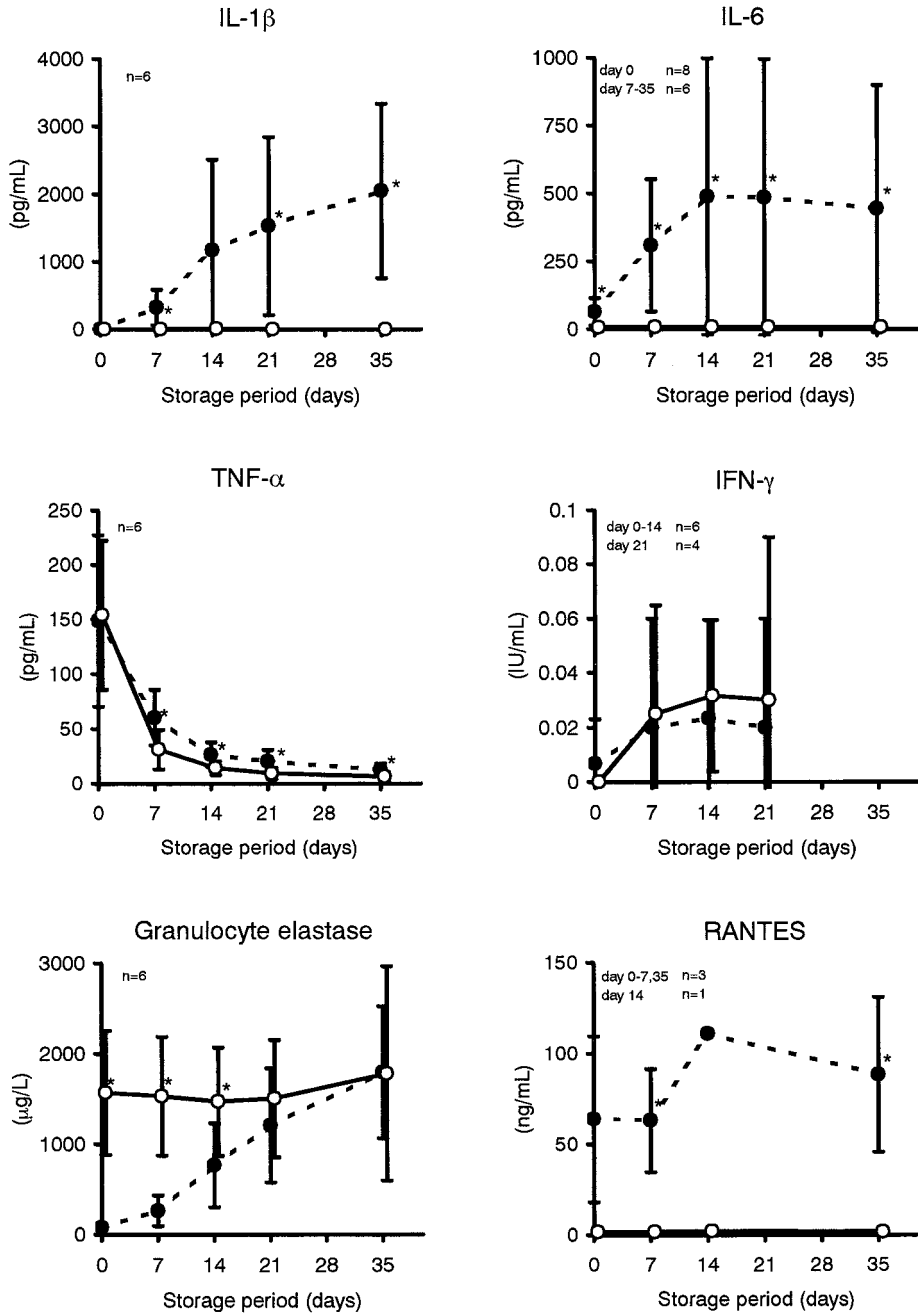 IL-1β
4000
n=6
3000
2000
1000
0
(pg/mL)
0 7 14 21 28 35
Storage period (days)
IL-6
1000
day 0 n=8
day 7-35 n=6
750
500
250
0
(pg/mL)
0 7 14 21 28 35
Storage period (days)
TNF-α
250
n=6
200
150
100
50
0
(pg/mL)
0 7 14 21 28 35
Storage period (days)
IFN-γ
0.1
day 0-14 n=6
day 21 n=4
0.08
0.06
0.04
0.02
0
(IU/mL)
0 7 14 21 28 35
Storage period (days)
Granulocyte elastase
3000
n=6
2000
1000
0
(µg/L)
0 7 14 21 28 35
Storage period (days)
RANTES
150
day 0-7,35 n=3
day 14 n=1
100
50
0
(ng/mL)
0 7 14 21 28 35
Storage period (days)